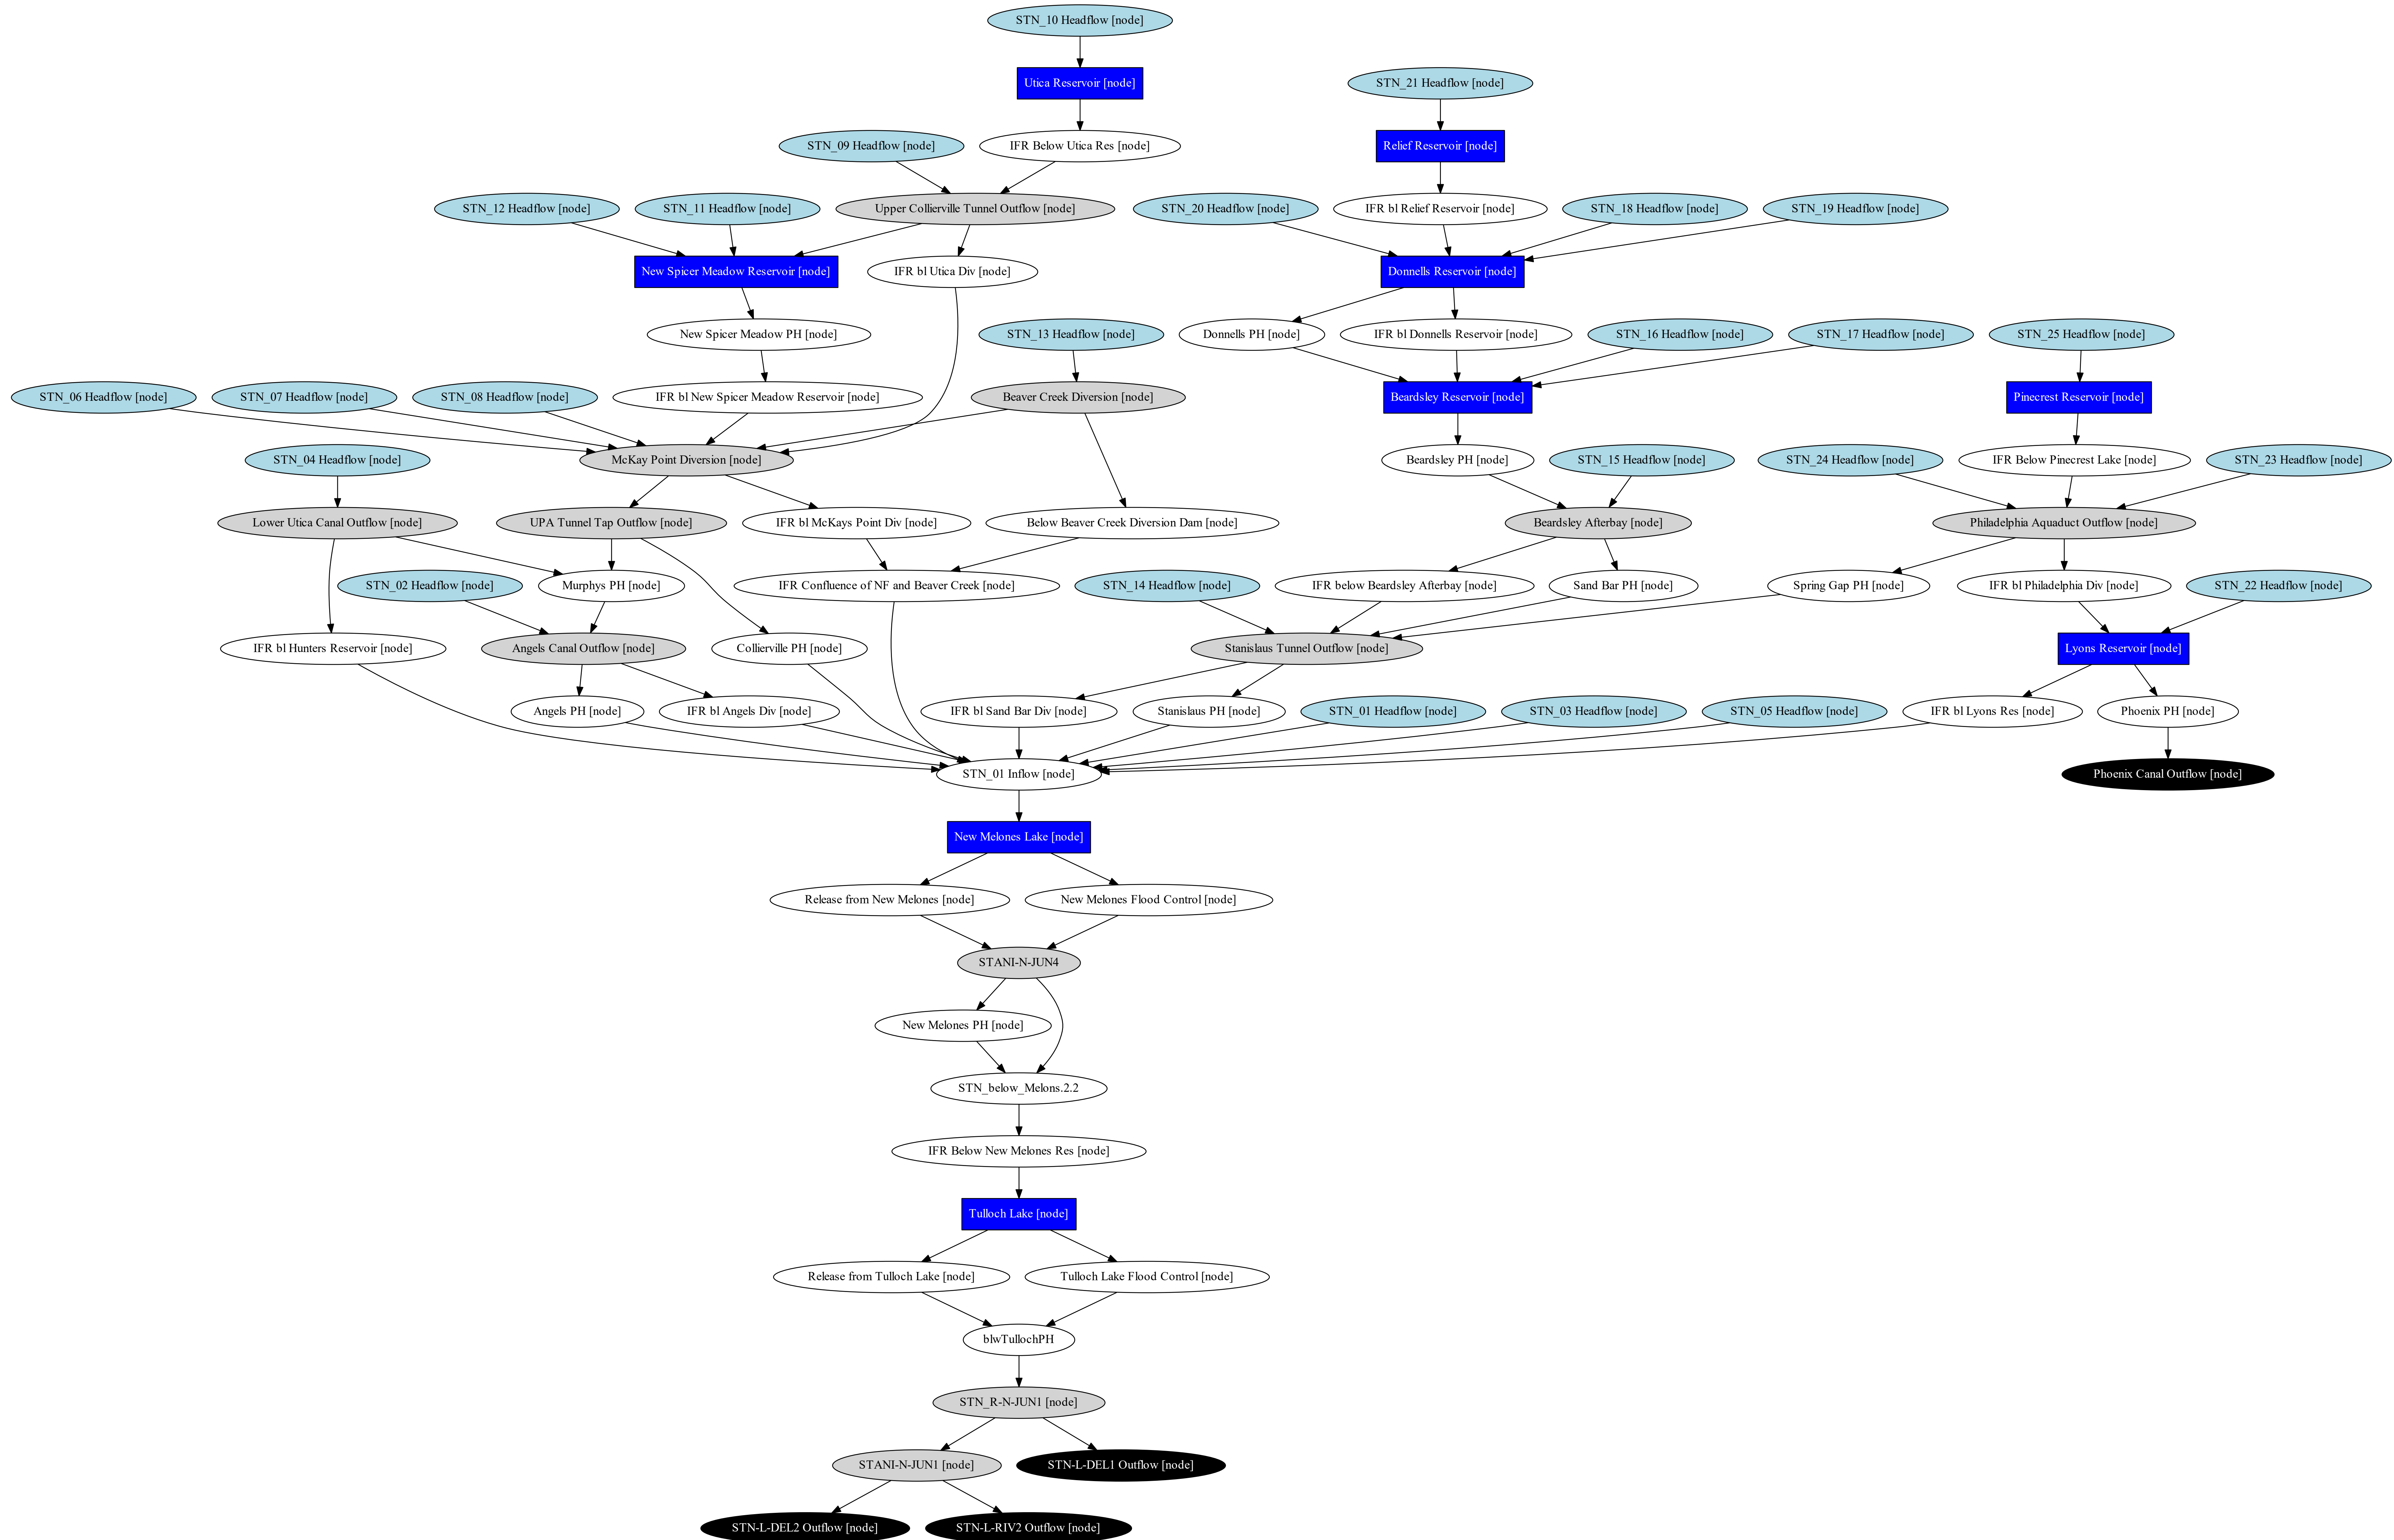 STN_10 Headflow [node]
Utica Reservoir [node]
STN_21 Headflow [node]
STN_09 Headflow [node]
IFR Below Utica Res [node]
Relief Reservoir [node]
STN_12 Headflow [node]
STN_11 Headflow [node]
Upper Collierville Tunnel Outflow [node]
STN_20 Headflow [node]
IFR bl Relief Reservoir [node]
STN_18 Headflow [node]
STN_19 Headflow [node]
New Spicer Meadow Reservoir [node]
IFR bl Utica Div [node]
Donnells Reservoir [node]
New Spicer Meadow PH [node]
STN_13 Headflow [node]
Donnells PH [node]
IFR bl Donnells Reservoir [node]
STN_16 Headflow [node]
STN_17 Headflow [node]
STN_25 Headflow [node]
STN_06 Headflow [node]
STN_07 Headflow [node]
STN_08 Headflow [node]
IFR bl New Spicer Meadow Reservoir [node]
Beaver Creek Diversion [node]
Beardsley Reservoir [node]
Pinecrest Reservoir [node]
STN_04 Headflow [node]
McKay Point Diversion [node]
Beardsley PH [node]
STN_15 Headflow [node]
STN_24 Headflow [node]
IFR Below Pinecrest Lake [node]
STN_23 Headflow [node]
Lower Utica Canal Outflow [node]
UPA Tunnel Tap Outflow [node]
IFR bl McKays Point Div [node]
Below Beaver Creek Diversion Dam [node]
Beardsley Afterbay [node]
Philadelphia Aquaduct Outflow [node]
STN_02 Headflow [node]
Murphys PH [node]
IFR Confluence of NF and Beaver Creek [node]
STN_14 Headflow [node]
IFR below Beardsley Afterbay [node]
Sand Bar PH [node]
Spring Gap PH [node]
IFR bl Philadelphia Div [node]
STN_22 Headflow [node]
IFR bl Hunters Reservoir [node]
Angels Canal Outflow [node]
Collierville PH [node]
Stanislaus Tunnel Outflow [node]
Lyons Reservoir [node]
Angels PH [node]
IFR bl Angels Div [node]
IFR bl Sand Bar Div [node]
Stanislaus PH [node]
STN_01 Headflow [node]
STN_03 Headflow [node]
STN_05 Headflow [node]
IFR bl Lyons Res [node]
Phoenix PH [node]
STN_01 Inflow [node]
Phoenix Canal Outflow [node]
New Melones Lake [node]
Release from New Melones [node]
New Melones Flood Control [node]
STANI-N-JUN4
New Melones PH [node]
STN_below_Melons.2.2
IFR Below New Melones Res [node]
Tulloch Lake [node]
Release from Tulloch Lake [node]
Tulloch Lake Flood Control [node]
blwTullochPH
STN_R-N-JUN1 [node]
STANI-N-JUN1 [node]
STN-L-DEL1 Outflow [node]
STN-L-DEL2 Outflow [node]
STN-L-RIV2 Outflow [node]